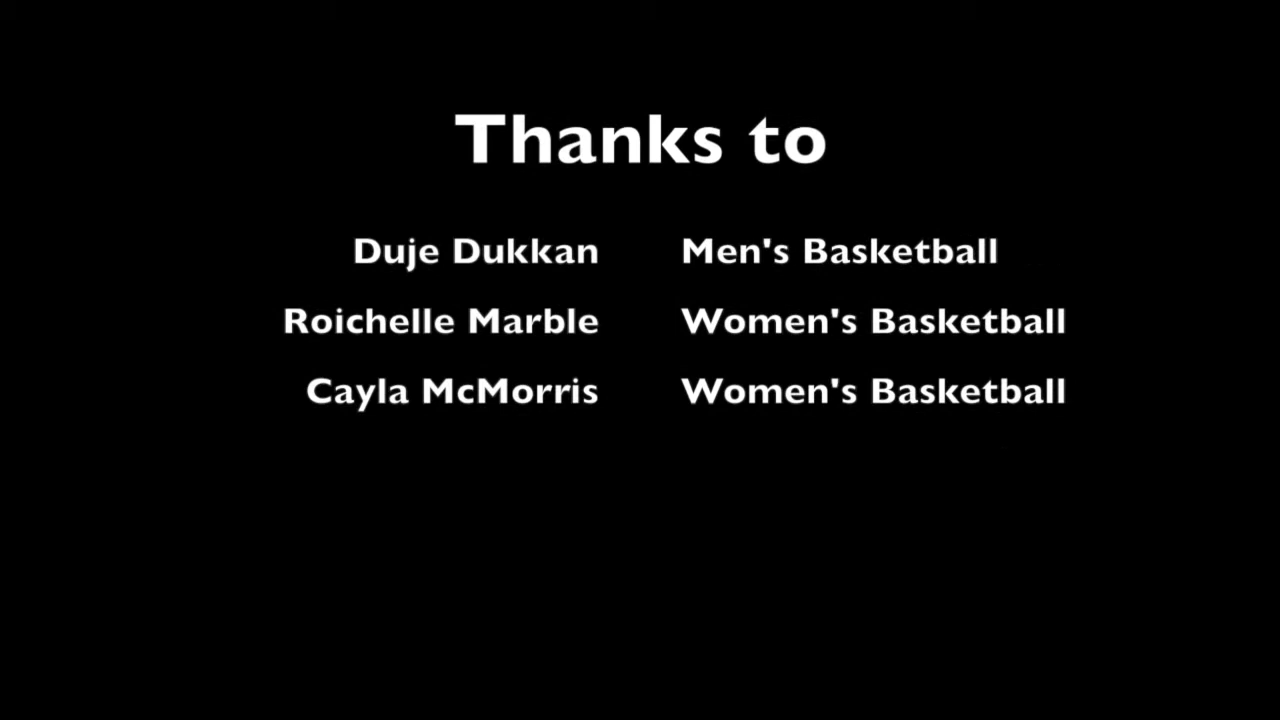 Thanks to
Duje Dukkan Men's Basketball
Roichelle Marble Women's Basketball
Cayla McMorris Women's Basketball